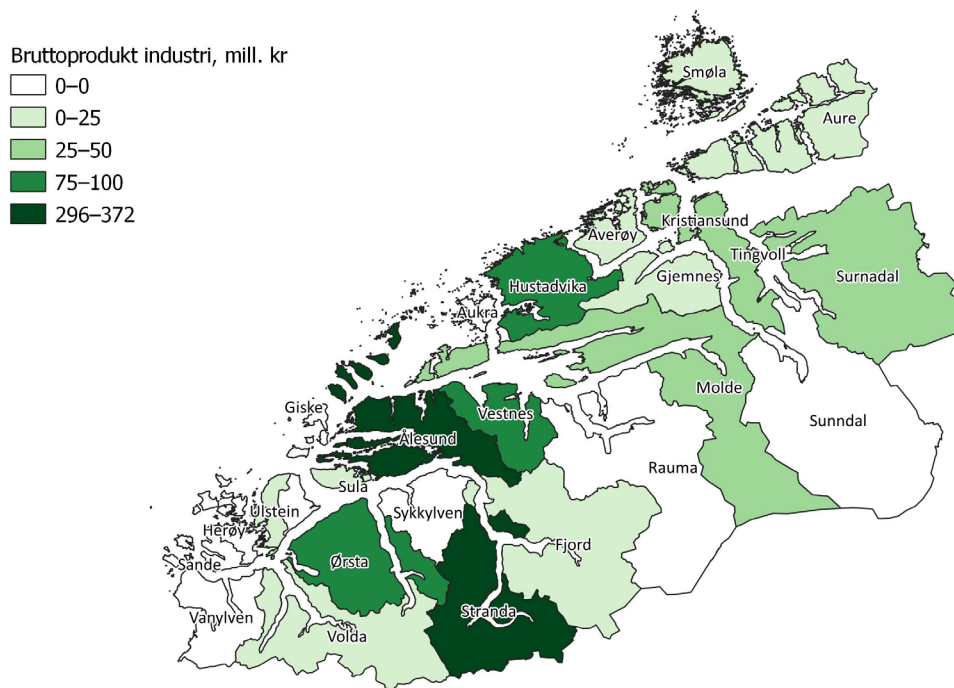 Bruttoprodukt industri, mill. kr
0–0
0–25
25–50
75–100
296–372
Smøla
Aure
Kristiansund
Averøy
Tingvoll
Surnadal
Gjemnes
Hustadvika
Aukra
Molde
Giske
Vestnes
Sunndal
Ålesund
Rauma
Sula
Ulstein
Sykkylven
Herøy
Fjord
Sande
Ørsta
Stranda
Vanylven
Volda